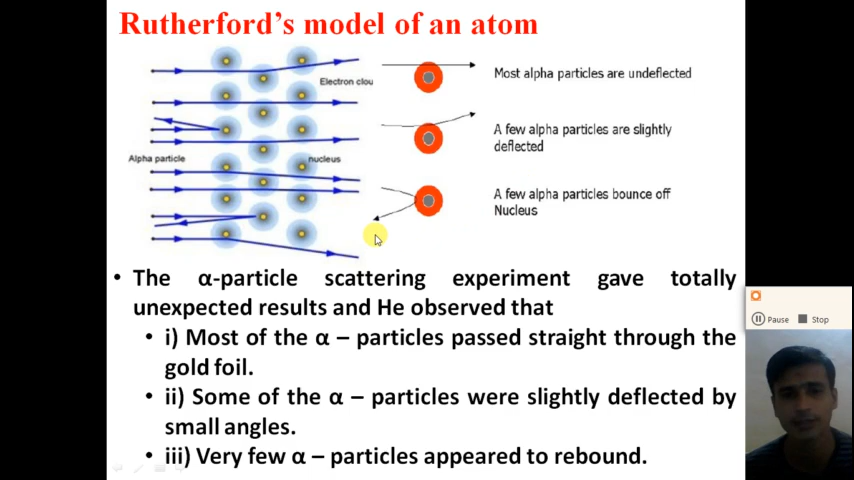 Rutherford's model of an atom
Electron clou
Alpha particle
nucleus
Most alpha particles are undeflected
A few alpha particles are slightly
deflected
A few alpha particles bounce off
Nucleus
• The α-particle scattering experiment gave totally
unexpected results and He observed that
• i) Most of the α – particles passed straight through the
gold foil.
• ii) Some of the α – particles were slightly deflected by
small angles.
• iii) Very few α – particles appeared to rebound.
Pause Stop